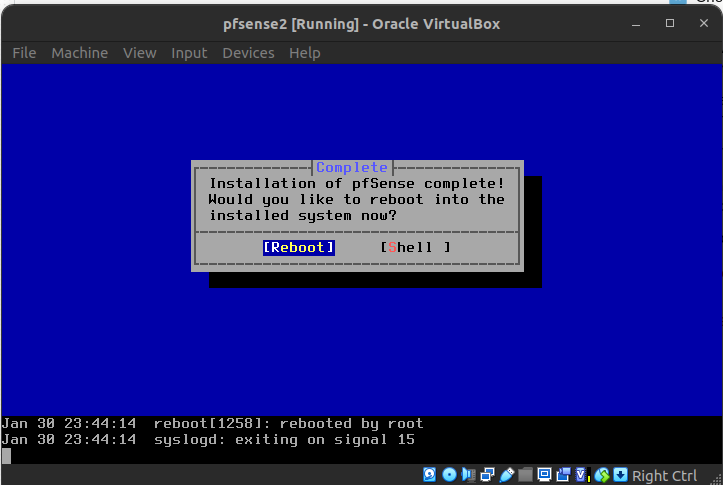 pfsense2 [Running] - Oracle VirtualBox
File Machine View Input Devices Help
Complete
Installation of pfSense complete!
Would you like to reboot into the
installed system now?
[Reboot] [Shell ]
Jan 30 23:44:14 reboot[1258]: rebooted by root
Jan 30 23:44:14 syslogd: exiting on signal 15
Right Ctrl